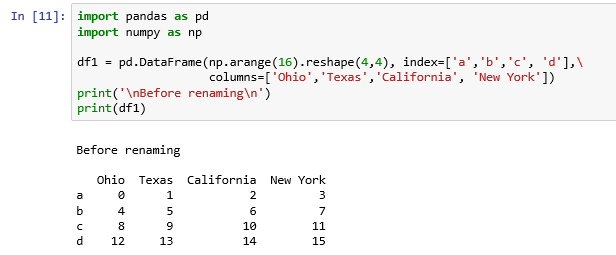 In [11]: import pandas as pd
import numpy as np
df1 = pd.DataFrame(np.arange(16).reshape(4,4), index=['a','b','c', 'd'],\
columns=['Ohio','Texas','California', 'New York'])
print('\nBefore renaming\n')
print(df1)
Before renaming
Ohio Texas California New York
a 0 1 2 3
b 4 5 6 7
c 8 9 10 11
d 12 13 14 15